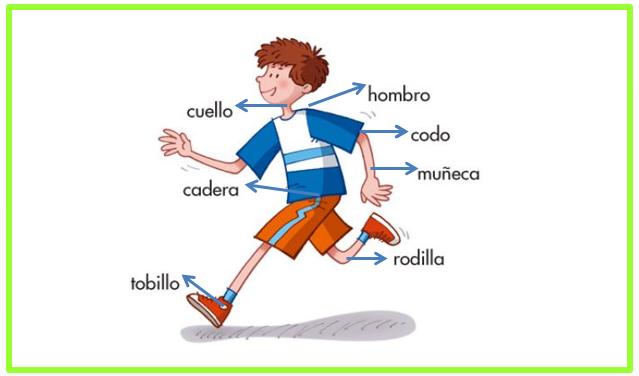 hombro
cuello
codo
muñeca
cadera
rodilla
tobillo